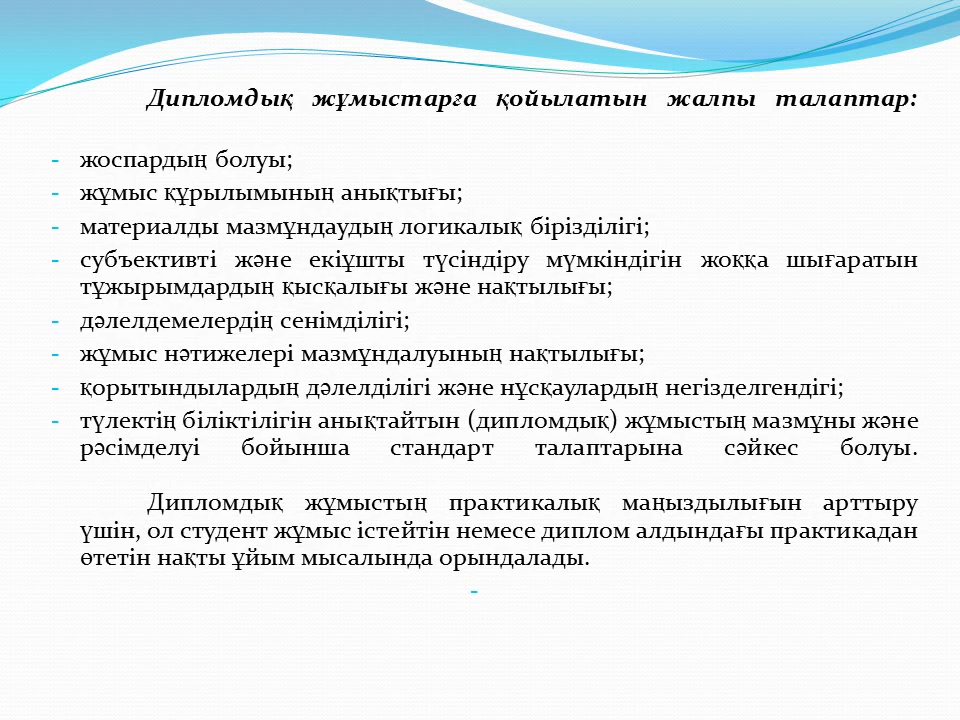 Дипломдық жұмыстарға қойылатын жалпы талаптар:
- жоспардың болуы;
- жұмыс құрылымының анықтығы;
- материалды мазмұндаудың логикалық бірізділігі;
- субъективті және екіұшты түсіндіру мүмкіндігін жоққа шығаратын
тұжырымдардың қысқалығы және нақтылығы;
- дәлелдемелердің сенімділігі;
- жұмыс нәтижелері мазмұндалуының нақтылығы;
- қорытындылардың дәлелділігі және нұсқаулардың негізделгендігі;
- түлектің біліктілігін анықтайтын (дипломдық) жұмыстың мазмұны және
рәсімделуі бойынша стандарт талаптарына сәйкес болуы.
Дипломдық жұмыстың практикалық маңыздылығын арттыру
үшін, ол студент жұмыс істейтін немесе диплом алдындағы практикадан
өтетін нақты ұйым мысалында орындалады.
-